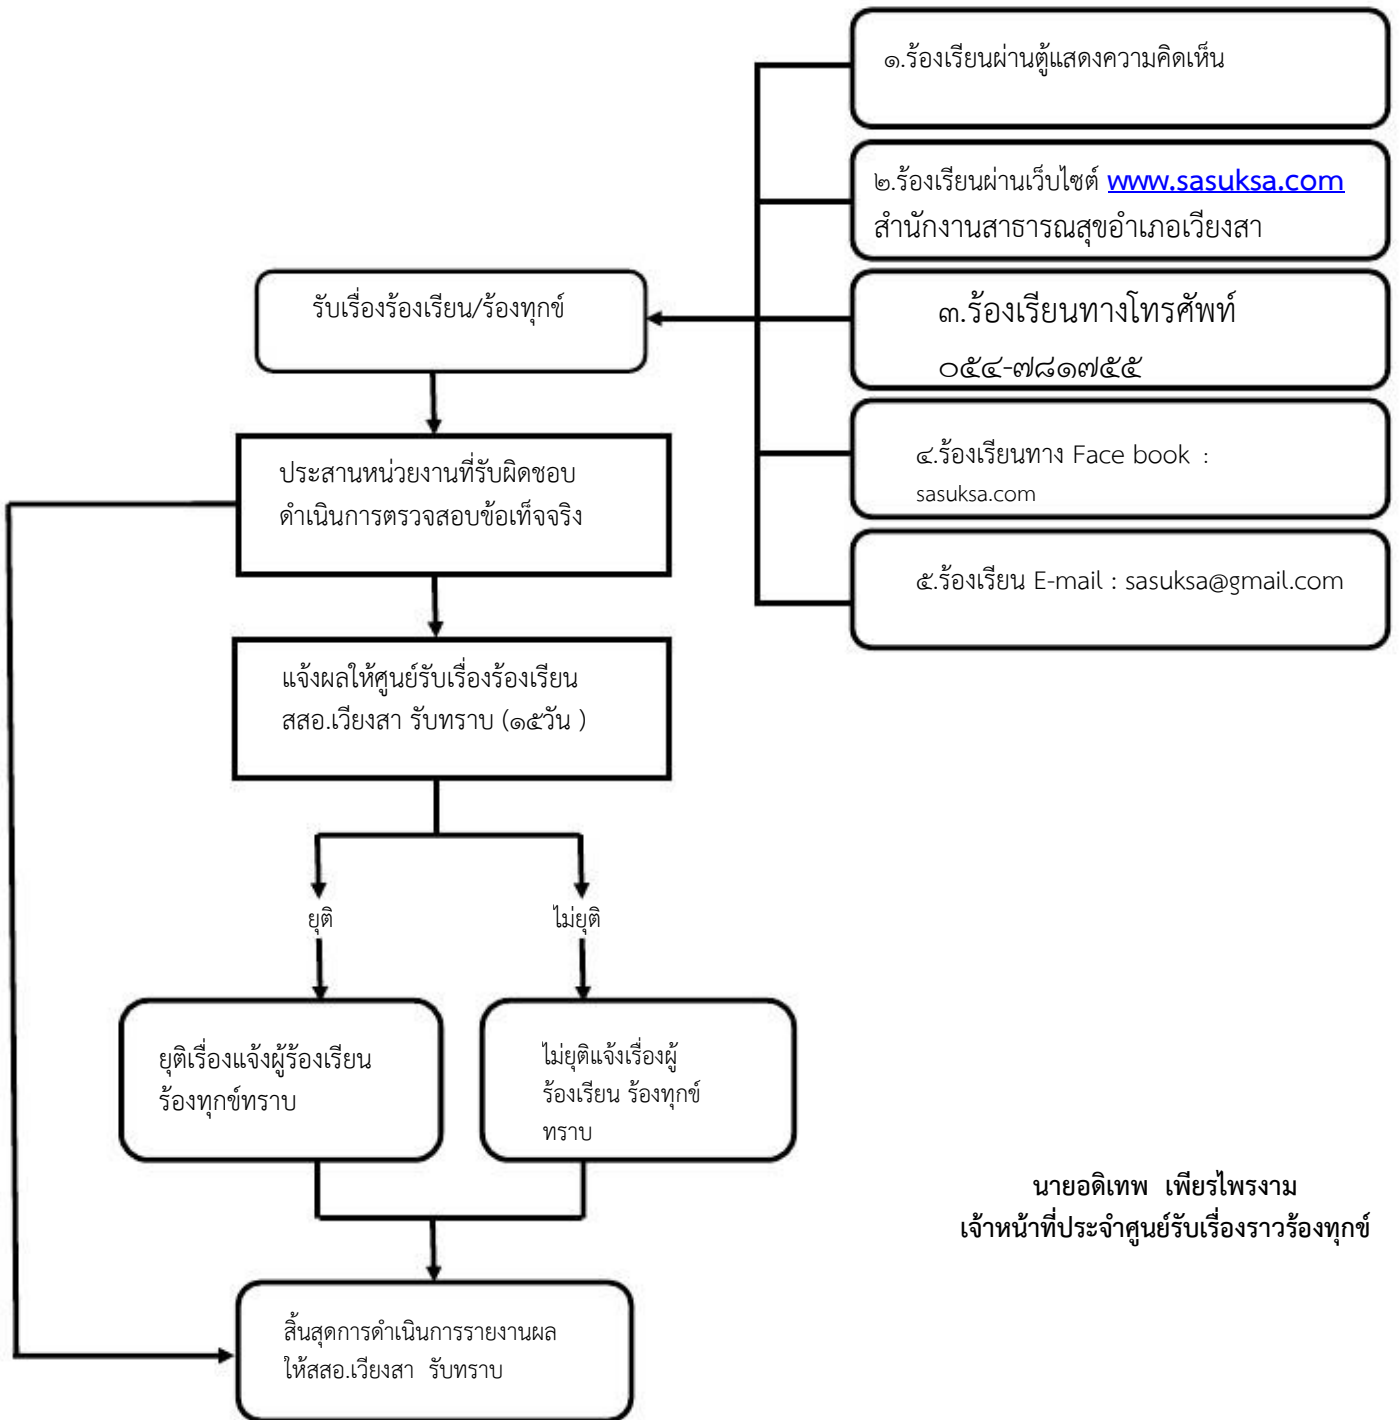 ๑.ร้องเรียนผ่านตู้แสดงความคิดเห็น
๒.ร้องเรียนผ่านเว็บไซต์ www.sasuksa.com
สำนักงานสาธารณสุขอำเภอเวียงสา
รับเรื่องร้องเรียน/ร้องทุกข์
๓.ร้องเรียนทางโทรศัพท์
๐๕๔-๗๘๑๗๕๕
๔.ร้องเรียนทาง Face book :
sasuksa.com
๕.ร้องเรียน E-mail : sasuksa@gmail.com
ประสานหน่วยงานที่รับผิดชอบ
ดำเนินการตรวจสอบข้อเท็จจริง
แจ้งผลให้ศูนย์รับเรื่องร้องเรียน
สสอ.เวียงสา รับทราบ (๑๕วัน )
ยุติ
ไม่ยุติ
ยุติเรื่องแจ้งผู้ร้องเรียน
ร้องทุกข์ทราบ
ไม่ยุติแจ้งเรื่องผู้
ร้องเรียน ร้องทุกข์
ทราบ
นายอดิเทพ เพียรไพรงาม
เจ้าหน้าที่ประจำศูนย์รับเรื่องราวร้องทุกข์
สิ้นสุดการดำเนินการรายงานผล
ให้สสอ.เวียงสา รับทราบ